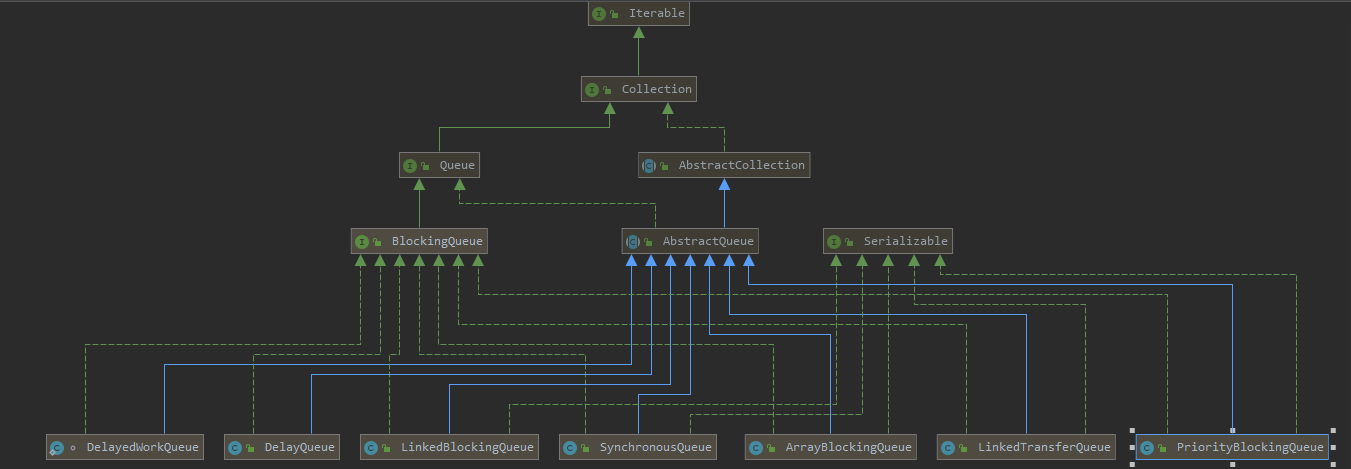 Iterable
Collection
Queue AbstractCollection
BlockingQueue AbstractQueue Serializable
DelayedWorkQueue DelayQueue LinkedBlockingQueue SynchronousQueue ArrayBlockingQueue LinkedTransferQueue PriorityBlockingQueue